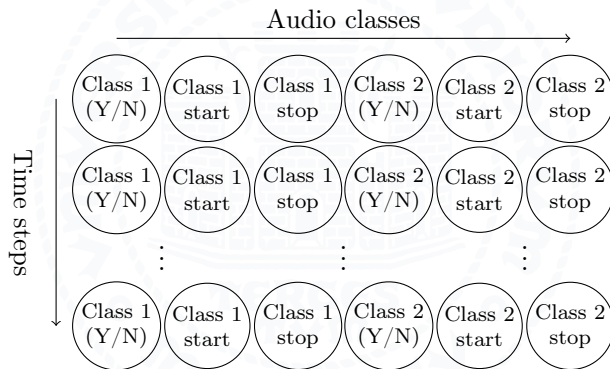 Audio classes
Time steps
Class 1 Class 1 Class 1 Class 2 Class 2 Class 2
(Y/N) start stop (Y/N) start stop
Class 1 Class 1 Class 1 Class 2 Class 2 Class 2
(Y/N) start stop (Y/N) start stop
⋮ ⋮ ⋮
Class 1 Class 1 Class 1 Class 2 Class 2 Class 2
(Y/N) start stop (Y/N) start stop